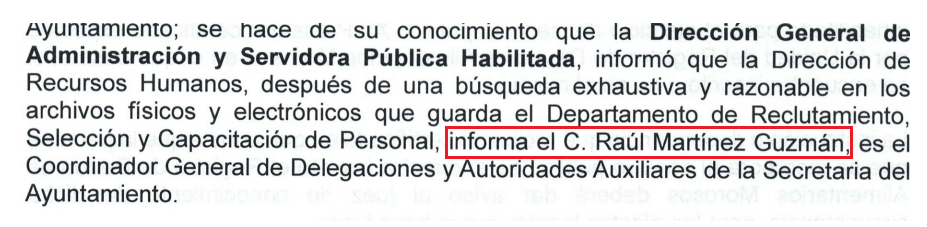 Ayuntamiento; se hace de su conocimiento que la Dirección General de
Administración y Servidora Pública Habilitada, informó que la Dirección de
Recursos Humanos, después de una búsqueda exhaustiva y razonable en los
archivos físicos y electrónicos que guarda el Departamento de Reclutamiento,
Selección y Capacitación de Personal, informa el C. Raúl Martínez Guzmán, es el
Coordinador General de Delegaciones y Autoridades Auxiliares de la Secretaria del
Ayuntamiento.